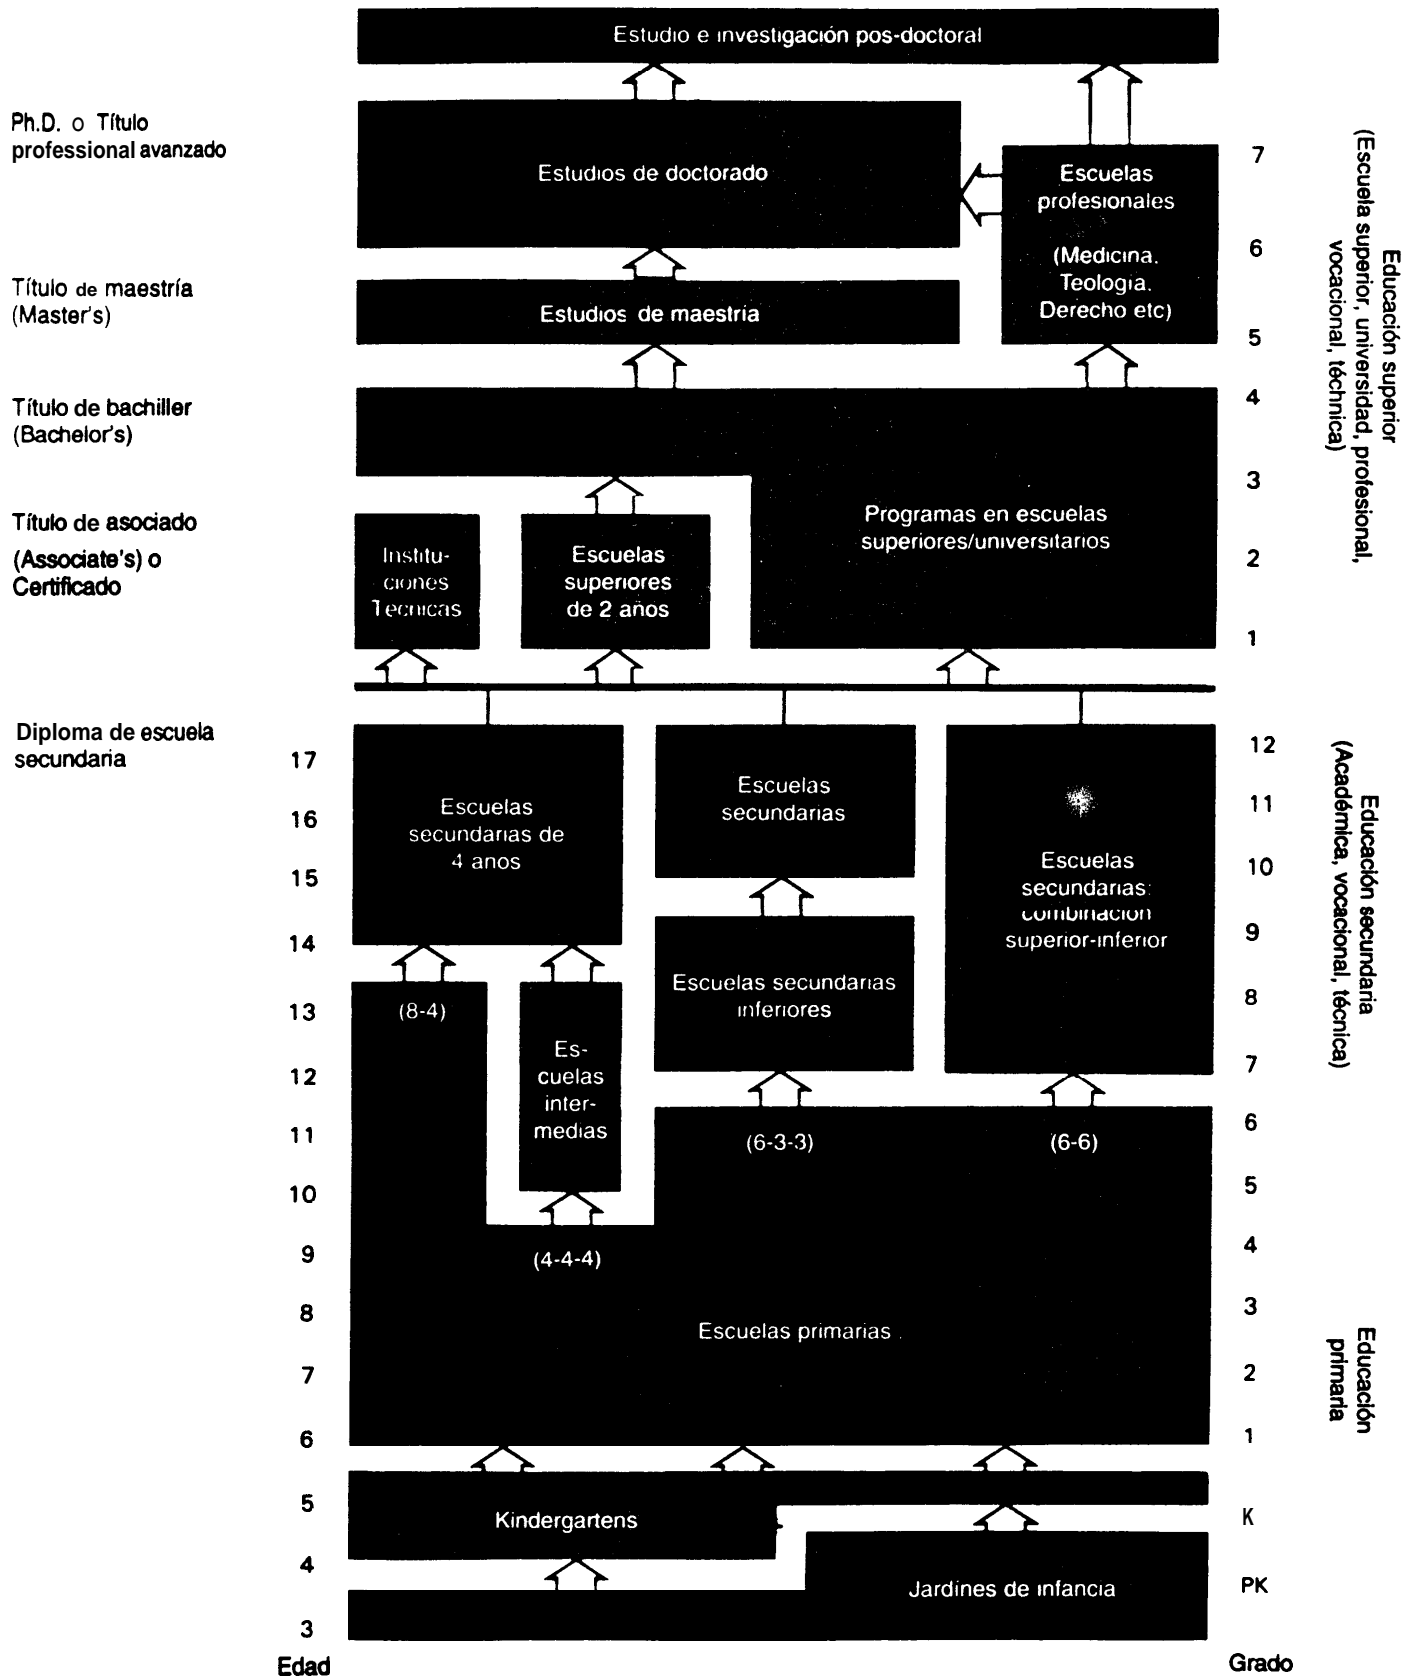 Estudio e investigación pos-doctoral
Ph.D. o Título
professional avanzado
Estudios de doctorado
Escuelas
profesionales
(Medicina.
Teologia.
Derecho etc)
7
6
Título de maestría
(Master's)
Estudios de maestria
5
Título de bachiller
(Bachelor's)
4
3
Programas en escuelas
superiores/universitarios
Título de asociado
(Associate's) o
Certificado
Institu-
ciones
Tecnicas
Escuelas
superiores
de 2 años
2
1
Educación superior
(Escuela superior, universidad, profesional,
vocacional, téchnica)
Diploma de escuela
secundaria
17
16
15
14
13
12
11
10
9
8
7
6
5
4
3
Edad
Escuelas
secundarias de
4 anos
Escuelas
secundarias
Escuelas
secundarias:
combinacion
superior-inferior
Escuelas secundarias
inferiores
(8-4)
Es-
cuelas
inter-
medias
(6-3-3)
(6-6)
(4-4-4)
Escuelas primarias
Kindergartens
Jardines de infancia
12
11
10
9
8
7
6
5
4
3
2
1
K
PK
Grado
Educación secundaria
(Académica, vocacional, técnica)
Educación
primaria